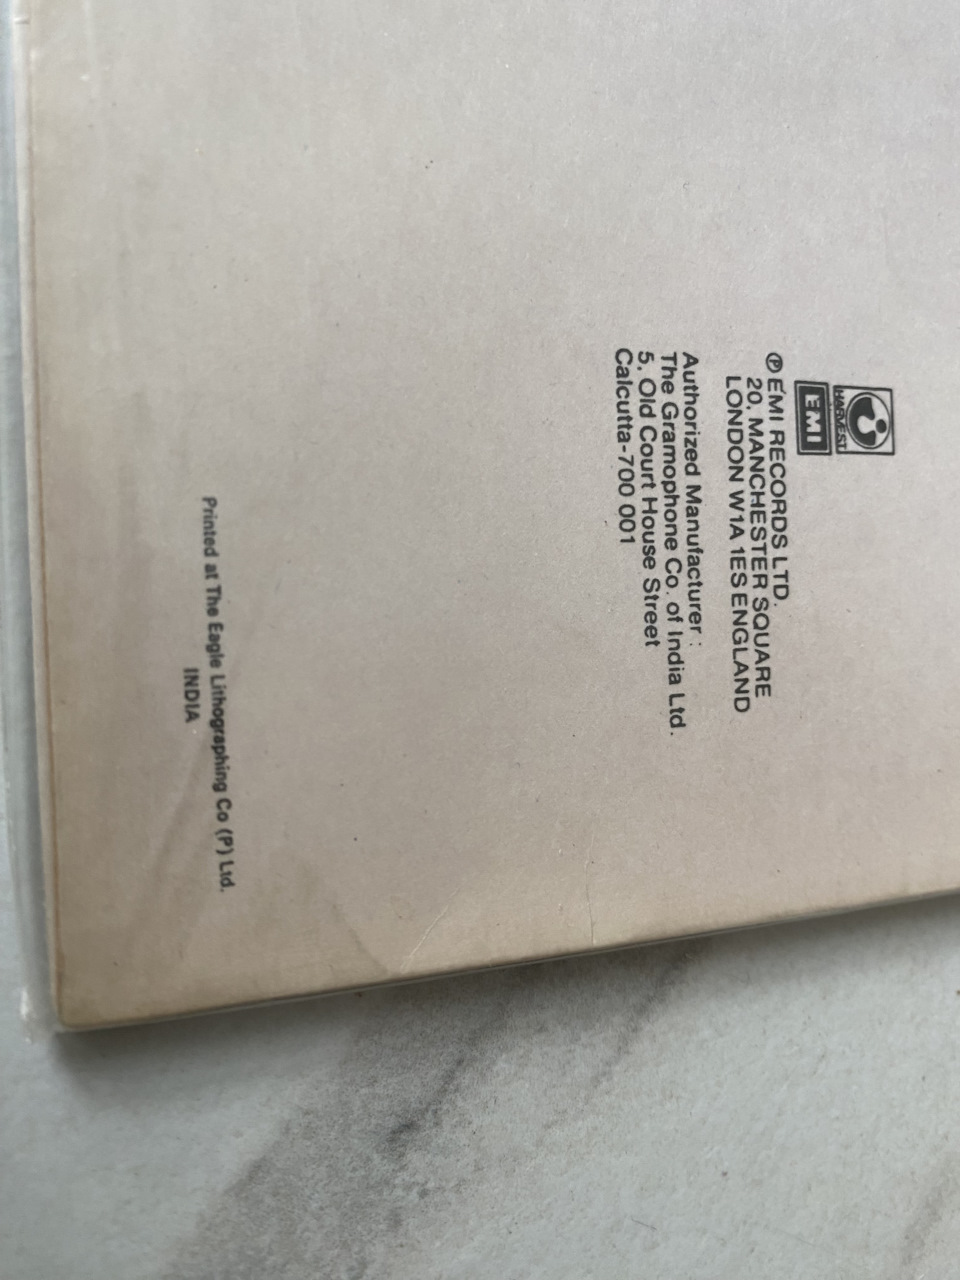 HARVEST
EMI
℗ EMI RECORDS LTD.
20, MANCHESTER SQUARE
LONDON W1A 1ES ENGLAND
Authorized Manufacturer :
The Gramophone Co. of India Ltd.
5, Old Court House Street
Calcutta-700 001
Printed at The Eagle Lithographing Co (P) Ltd.
INDIA